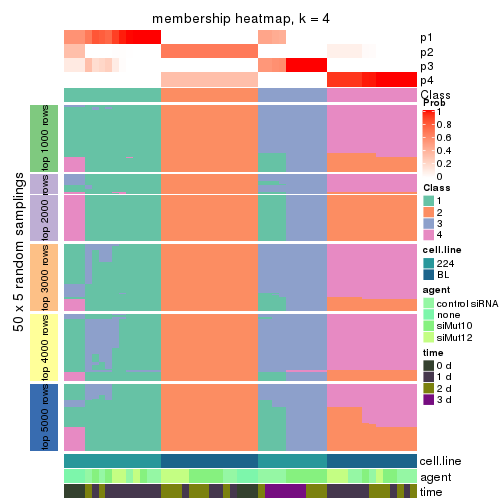 membership heatmap, k = 4
p1
p2
p3
p4
Class
50 x 5 random samplings
top 1000 rows
top 2000 rows
top 3000 rows
top 4000 rows
top 5000 rows
cell.line
agent
time
Prob
1
0.8
0.6
0.4
0.2
0
Class
1
2
3
4
cell.line
224
BL
agent
control siRNA
none
siMut10
siMut12
time
0 d
1 d
2 d
3 d